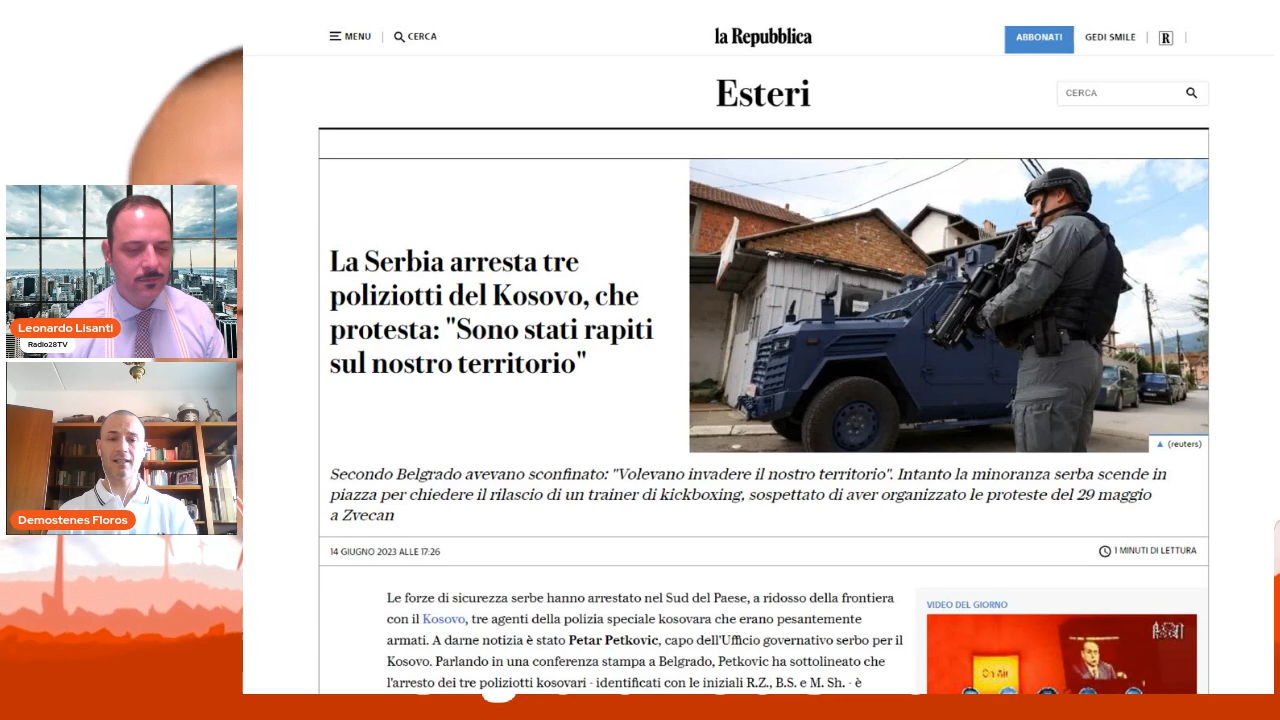 MENU
CERCA
la Repubblica
ABBONATI
GEDI SMILE
R
Esteri
CERCA
La Serbia arresta tre
poliziotti del Kosovo, che
protesta: "Sono stati rapiti
sul nostro territorio"
(reuters)
Secondo Belgrado avevano sconfinato: "Volevano invadere il nostro territorio". Intanto la minoranza serba scende in
piazza per chiedere il rilascio di un trainer di kickboxing, sospettato di aver organizzato le proteste del 29 maggio
a Zvecan
14 GIUGNO 2023 ALLE 17:26
1 MINUTI DI LETTURA
Le forze di sicurezza serbe hanno arrestato nel Sud del Paese, a ridosso della frontiera
con il Kosovo, tre agenti della polizia speciale kosovara che erano pesantemente
armati. A darne notizia è stato Petar Petkovic, capo dell'Ufficio governativo serbo per il
Kosovo. Parlando in una conferenza stampa a Belgrado, Petkovic ha sottolineato che
l'arresto dei tre poliziotti kosovari - identificati con le iniziali R.Z., B.S. e M. Sh. - è
VIDEO DEL GIORNO
On Air
Leonardo Lisanti
Radio28TV
Demostenes Floros